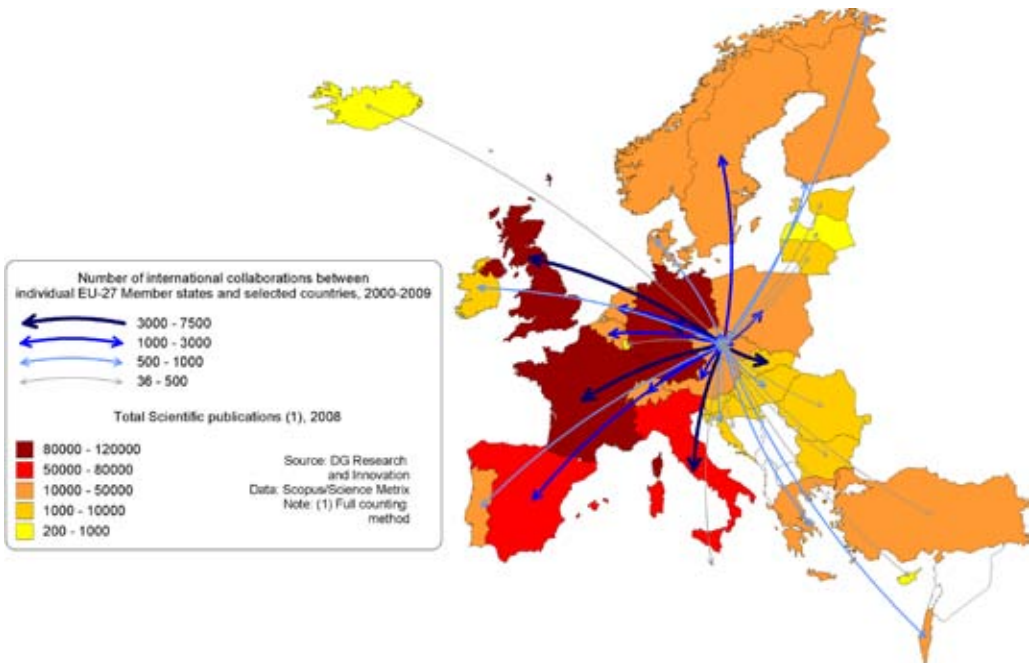 Number of international collaborations between
individual EU-27 Member states and selected countries, 2000-2009
3000 - 7500
1000 - 3000
500 - 1000
36 - 500
Total Scientific publications (1), 2008
80000 - 120000
50000 - 80000
10000 - 50000
1000 - 10000
200 - 1000
Source: DG Research
and Innovation
Data: Scopus/Science Metrix
Note: (1) Full counting
method